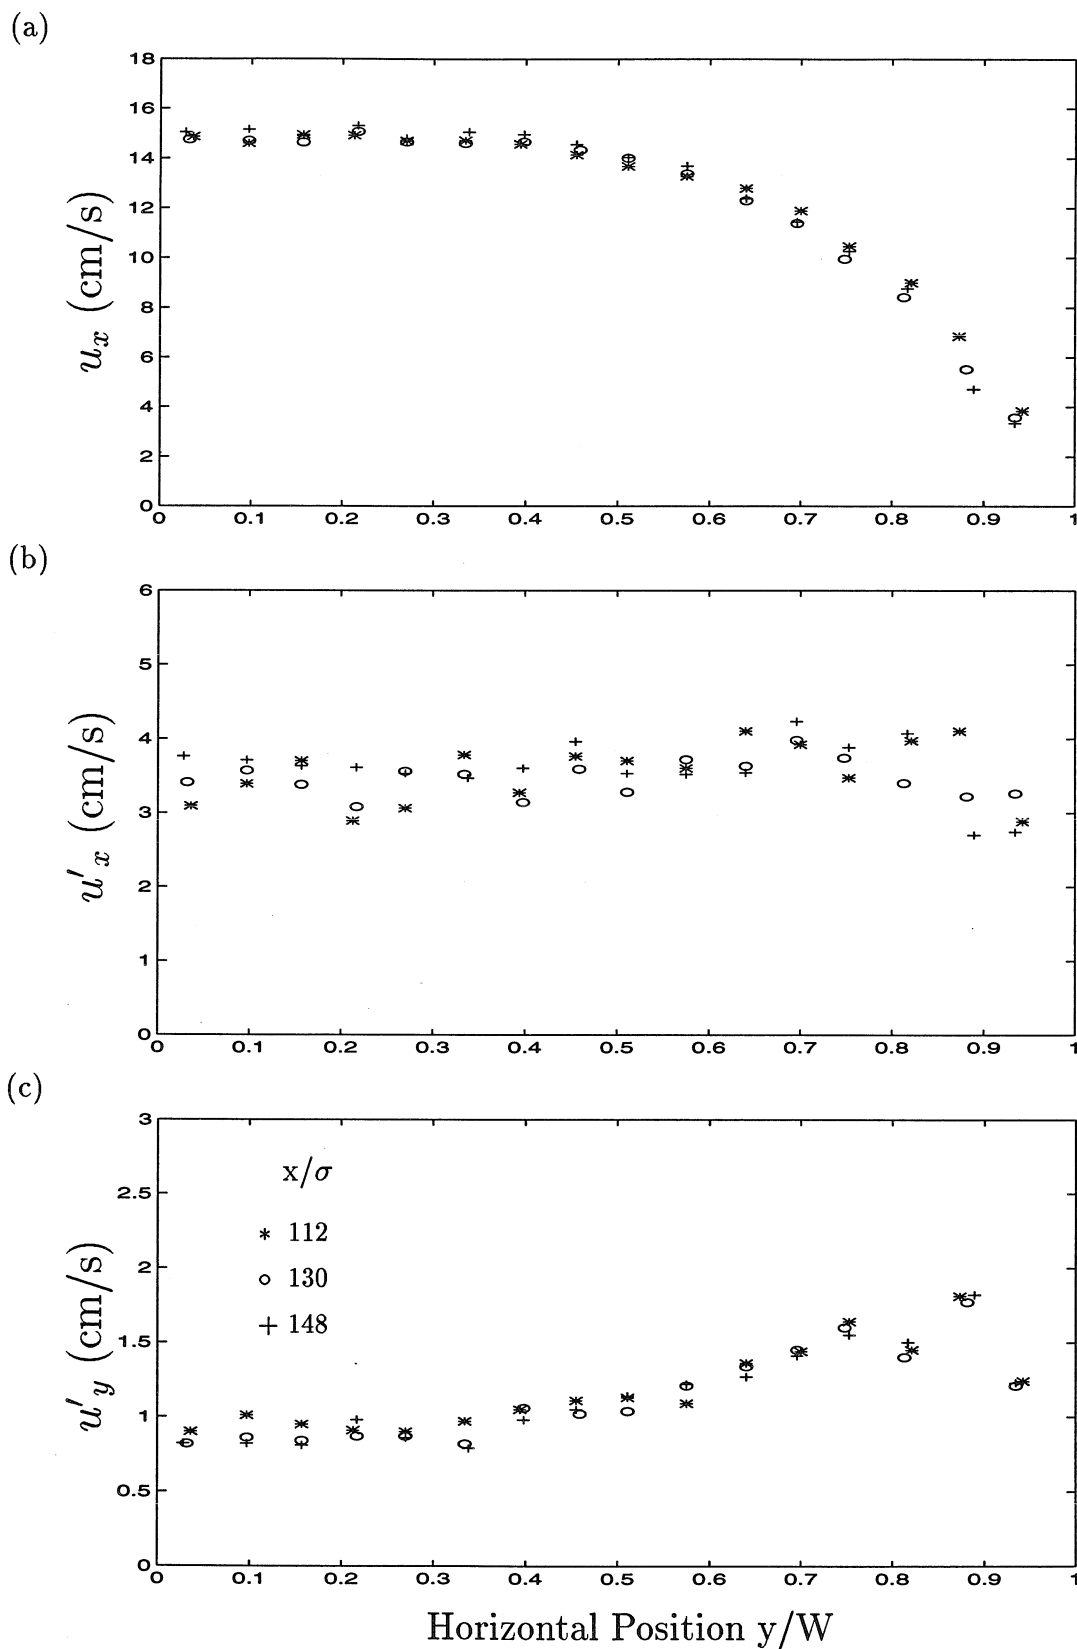 (a)
18
16
14
12
10
8
6
4
2
0
u_x (cm/s)
0 0.1 0.2 0.3 0.4 0.5 0.6 0.7 0.8 0.9 1
(b)
6
5
4
3
2
1
0
u'_x (cm/s)
0 0.1 0.2 0.3 0.4 0.5 0.6 0.7 0.8 0.9 1
(c)
3
2.5
2
1.5
1
0.5
0
u'_y (cm/s)
x/σ
* 112
o 130
+ 148
0 0.1 0.2 0.3 0.4 0.5 0.6 0.7 0.8 0.9 1
Horizontal Position y/W